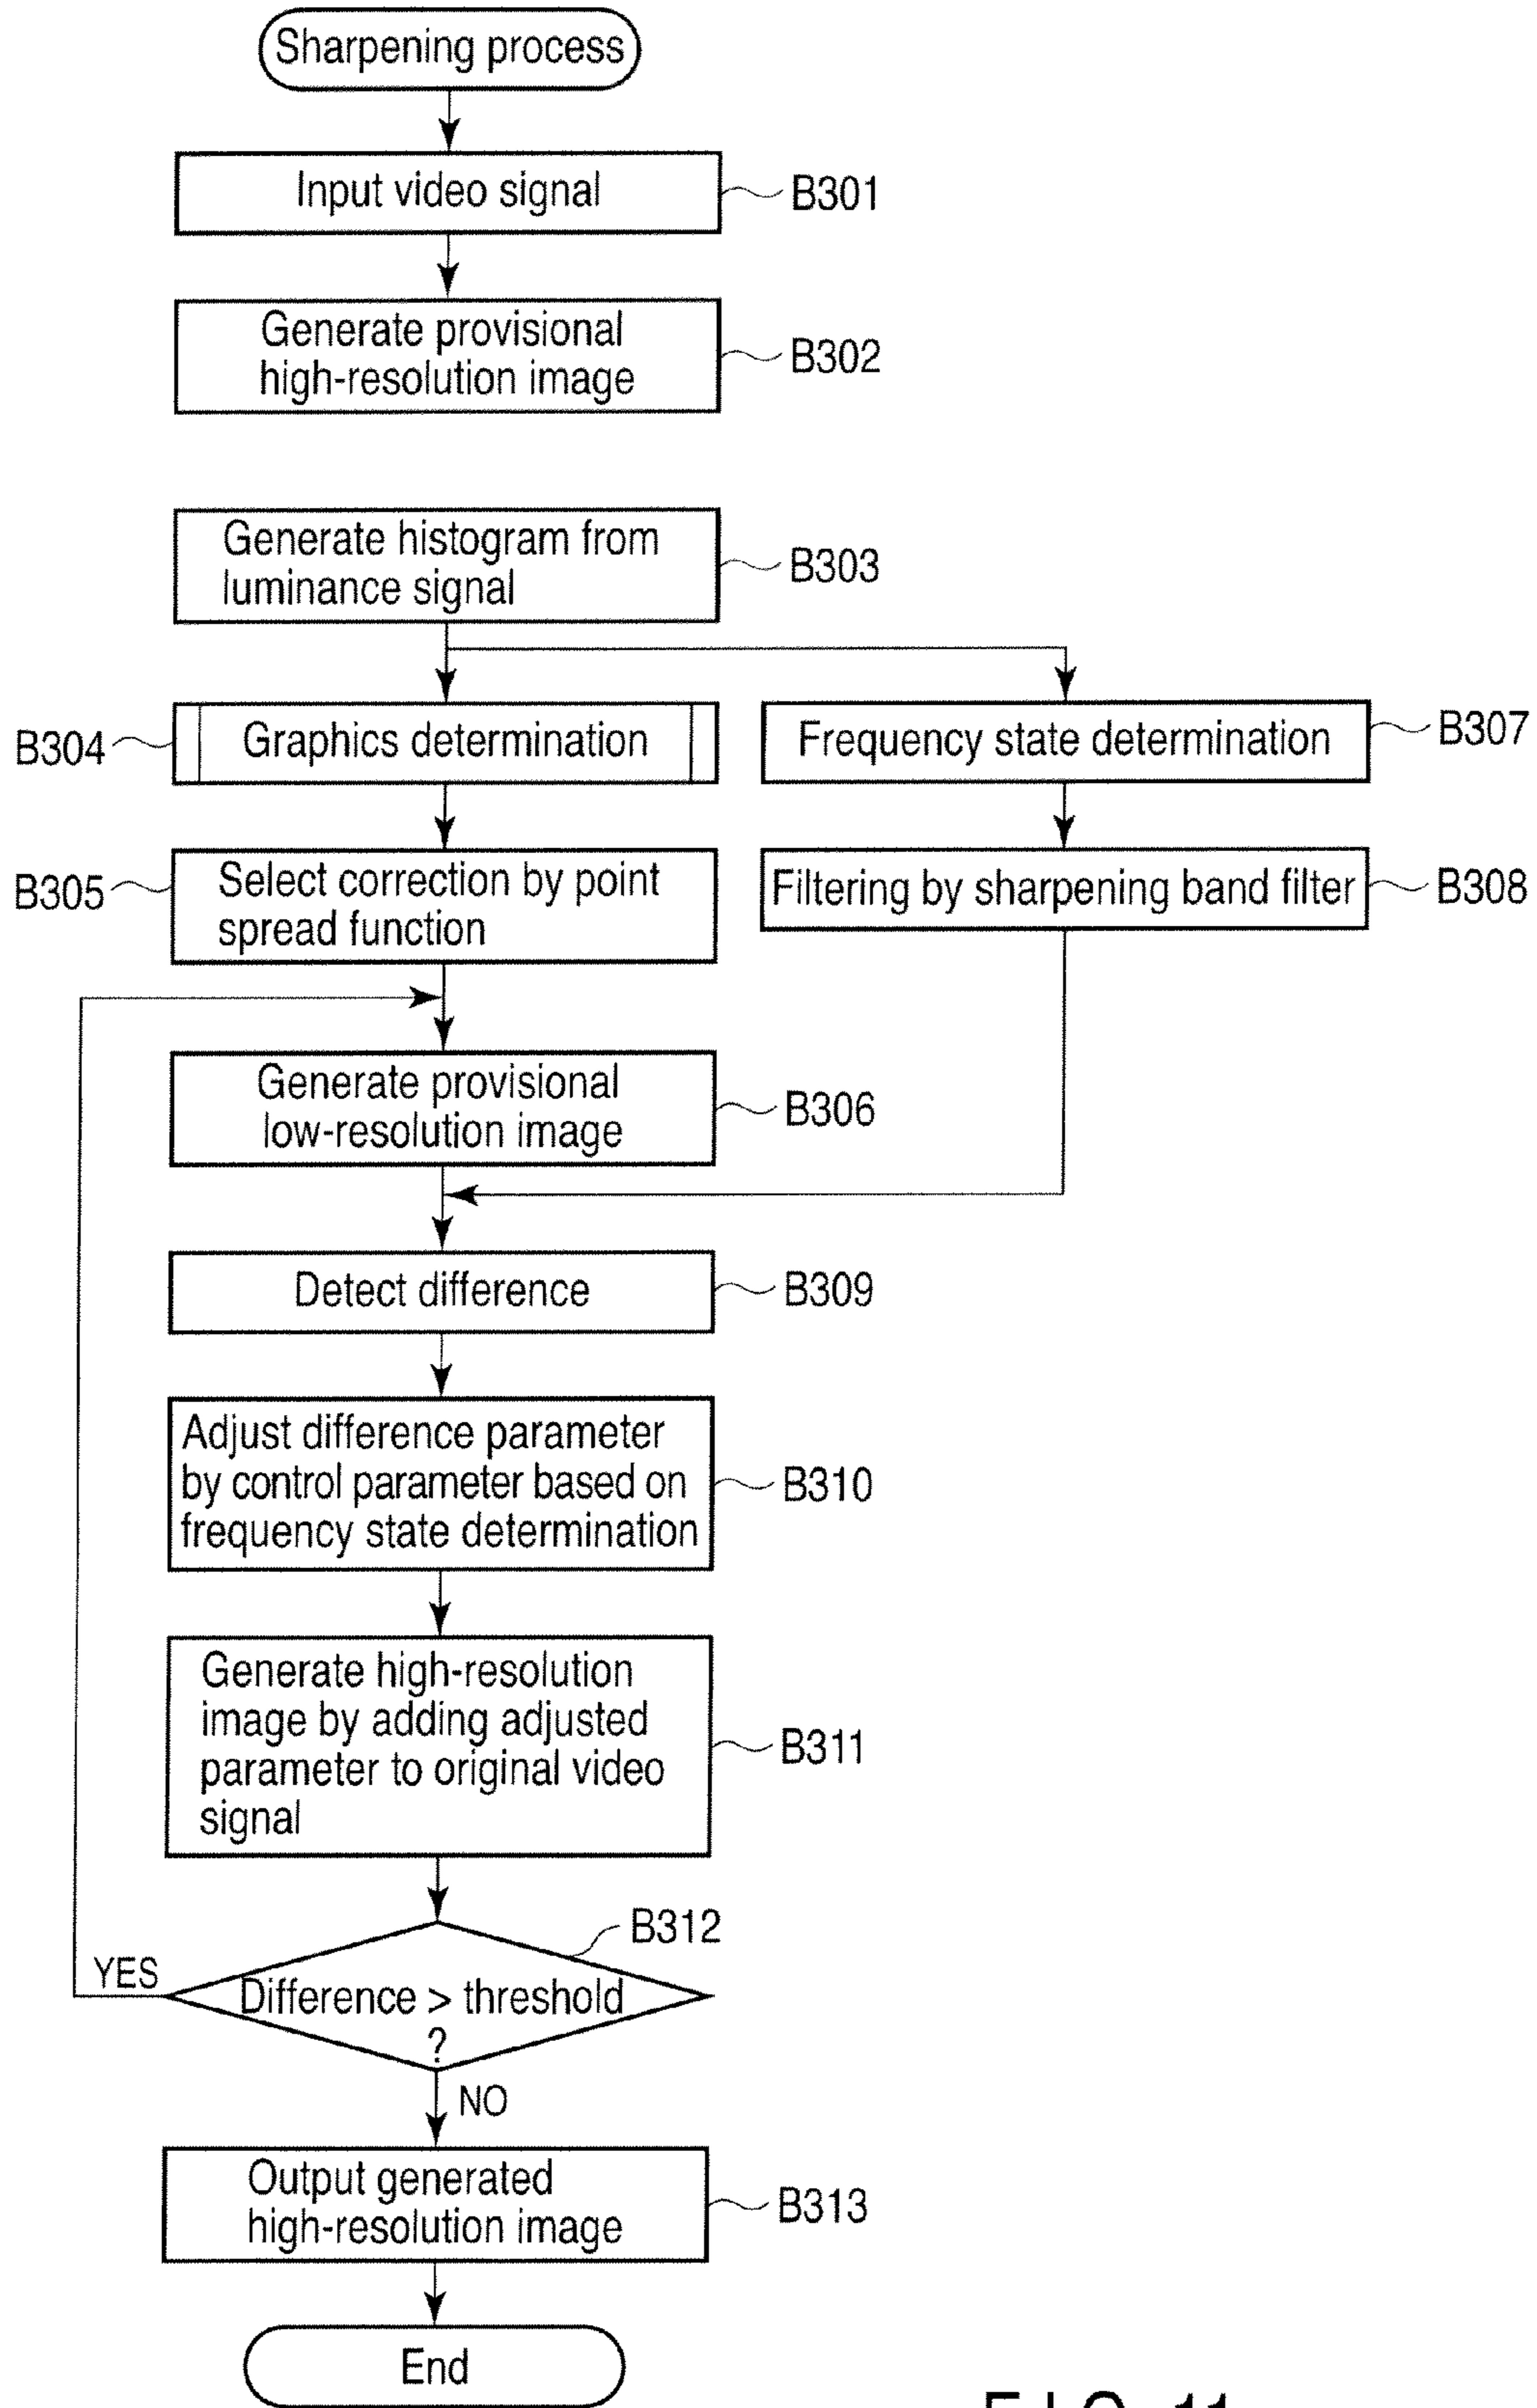 Sharpening process
Input video signal
B301
Generate provisional
high-resolution image
B302
Generate histogram from
luminance signal
B303
B304
Graphics determination
Frequency state determination
B307
B305
Select correction by point
spread function
Filtering by sharpening band filter
B308
Generate provisional
low-resolution image
B306
Detect difference
B309
Adjust difference parameter
by control parameter based on
frequency state determination
B310
Generate high-resolution
image by adding adjusted
parameter to original video
signal
B311
B312
YES
Difference > threshold
?
NO
Output generated
high-resolution image
B313
End
FIG. 11